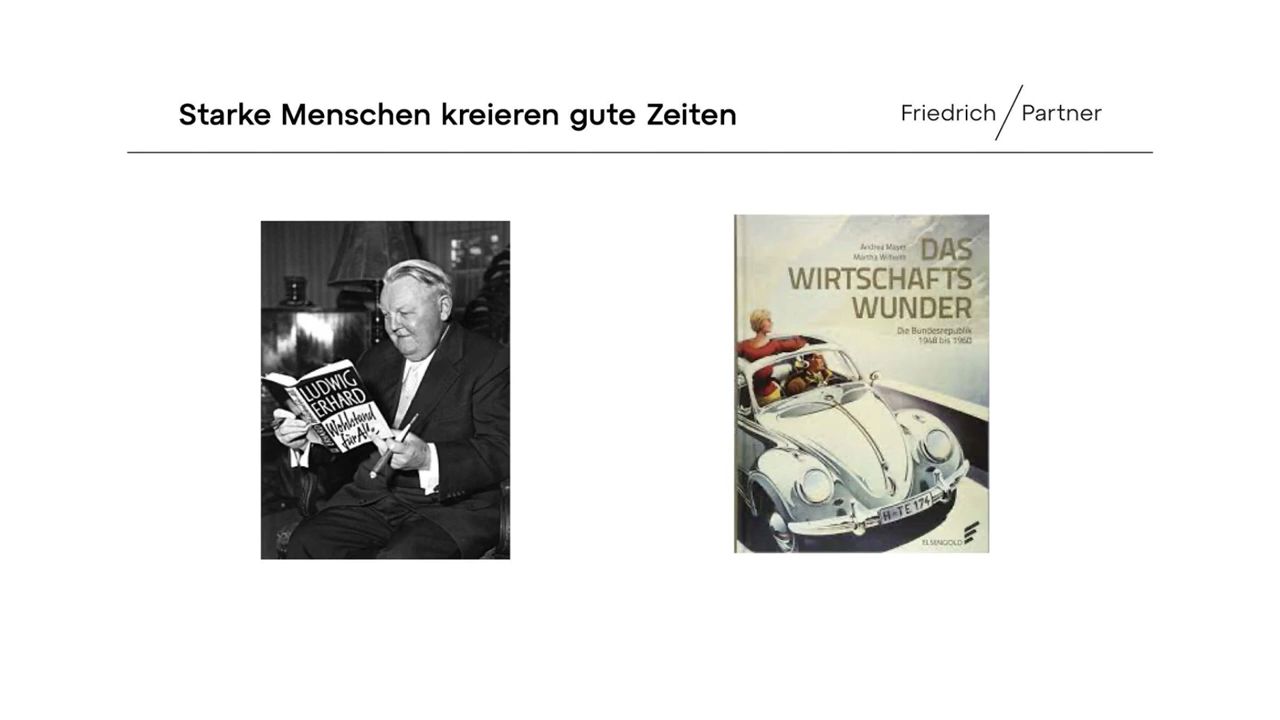 Starke Menschen kreieren gute Zeiten
Friedrich / Partner
LUDWIG
ERHARD
Wohlstand
für Alle
Andrea Mayer
Martha Wilhelm
DAS
WIRTSCHAFTS
WUNDER
Die Bundesrepublik
1948 bis 1960
H-TE 174
ELSENGOLD